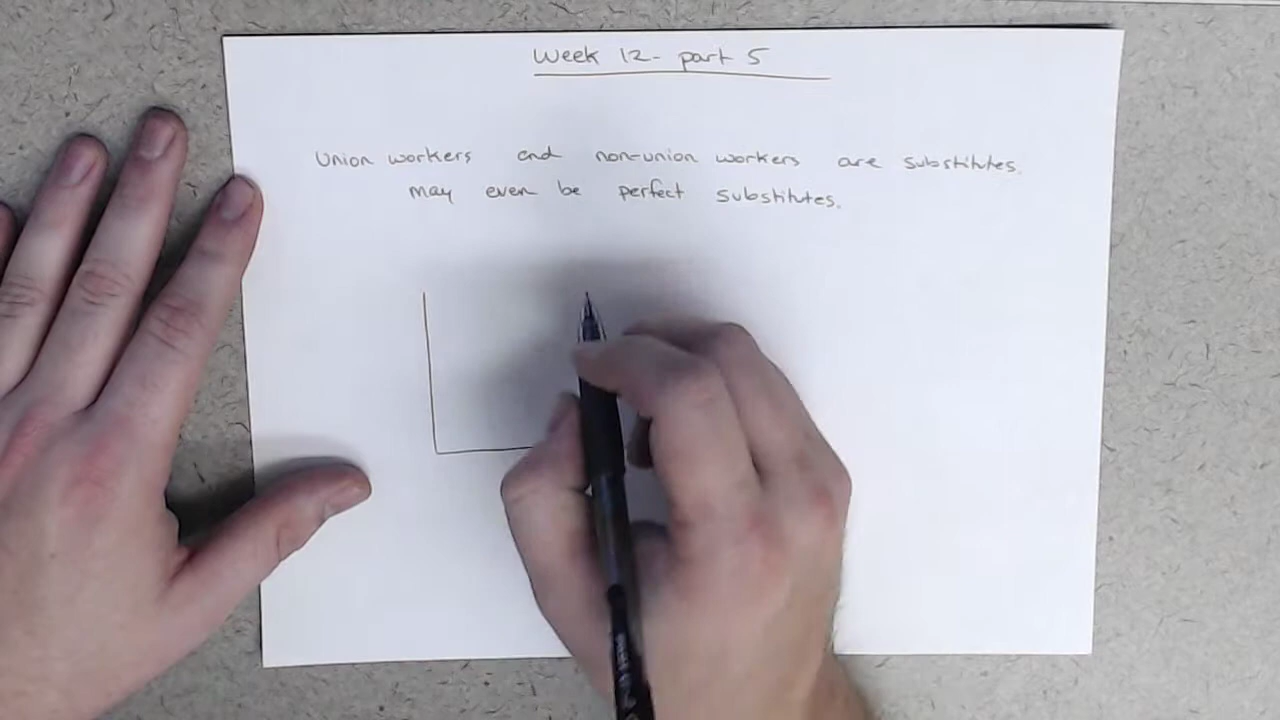 Week 12- part 5
Union workers and non-union workers are substitutes.
may even be perfect substitutes.